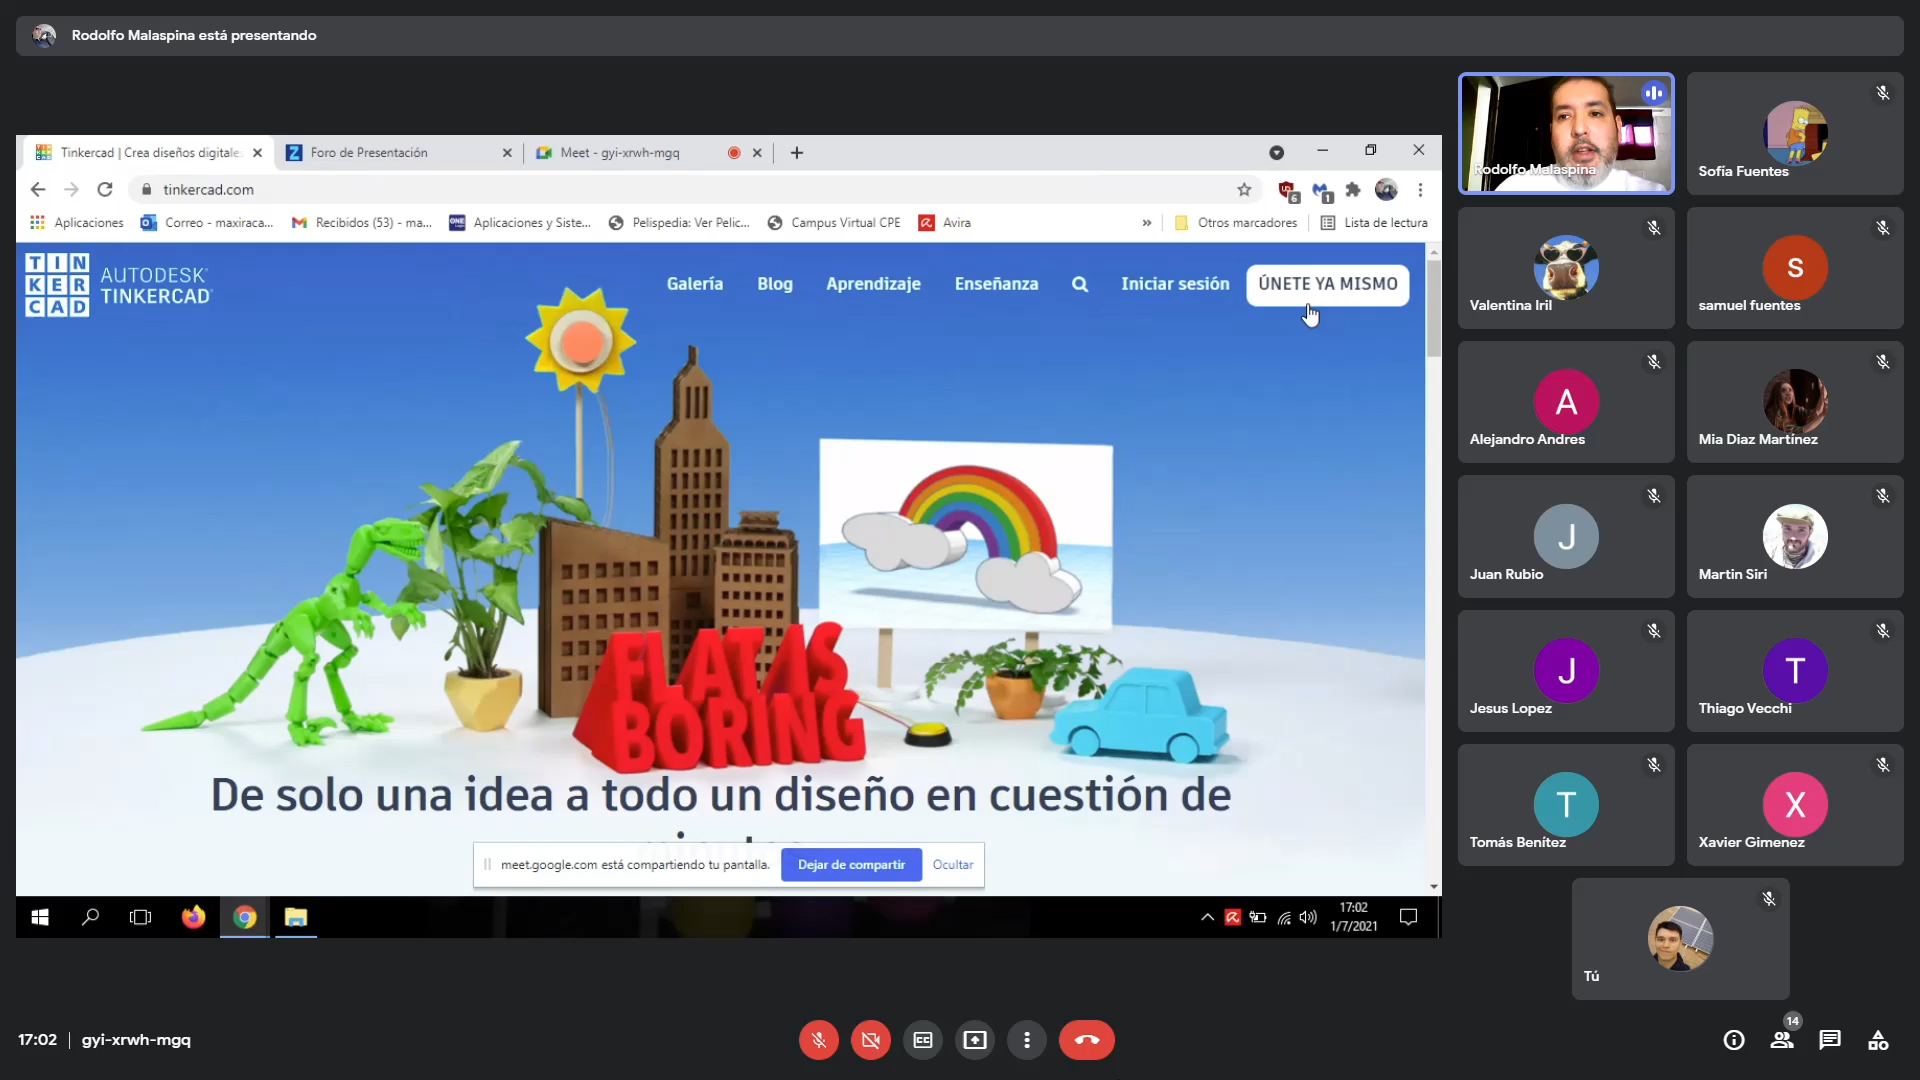 Rodolfo Malaspina está presentando
Tinkercad | Crea diseños digitales
Foro de Presentación
Meet - gyi-xrwh-mgq
tinkercad.com
6
1
Aplicaciones
Correo - maxiraca...
Recibidos (53) - ma...
Aplicaciones y Siste...
Pelispedia: Ver Pelic...
Campus Virtual CPE
Avira
»
Otros marcadores
Lista de lectura
TIN
KER
CAD
AUTODESK
TINKERCAD
Galería
Blog
Aprendizaje
Enseñanza
Iniciar sesión
ÚNETE YA MISMO
FLAT IS
BORING
De solo una idea a todo un diseño en cuestión de
meet.google.com está compartiendo tu pantalla.
Dejar de compartir
Ocultar
17:02
1/7/2021
Rodolfo Malaspina
Sofía Fuentes
Valentina Iril
S
samuel fuentes
A
Alejandro Andres
Mia Diaz Martínez
J
Juan Rubio
Martin Siri
J
Jesus Lopez
T
Thiago Vecchi
T
Tomás Benítez
X
Xavier Gimenez
Tú
17:02 | gyi-xrwh-mgq
14